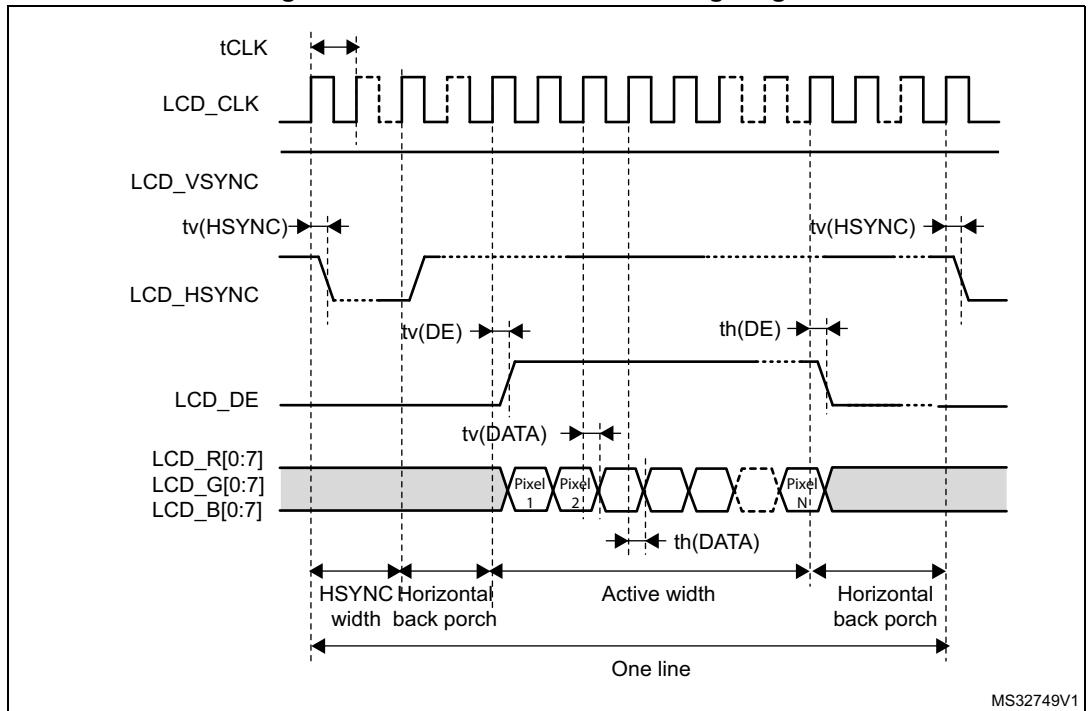 tCLK
LCD_CLK
LCD_VSYNC
tv(HSYNC)
tv(HSYNC)
LCD_HSYNC
tv(DE)
th(DE)
LCD_DE
tv(DATA)
LCD_R[0:7]
LCD_G[0:7]
LCD_B[0:7]
Pixel
1
Pixel
2
Pixel
N
th(DATA)
HSYNC
width
Horizontal
back porch
Active width
Horizontal
back porch
One line
MS32749V1